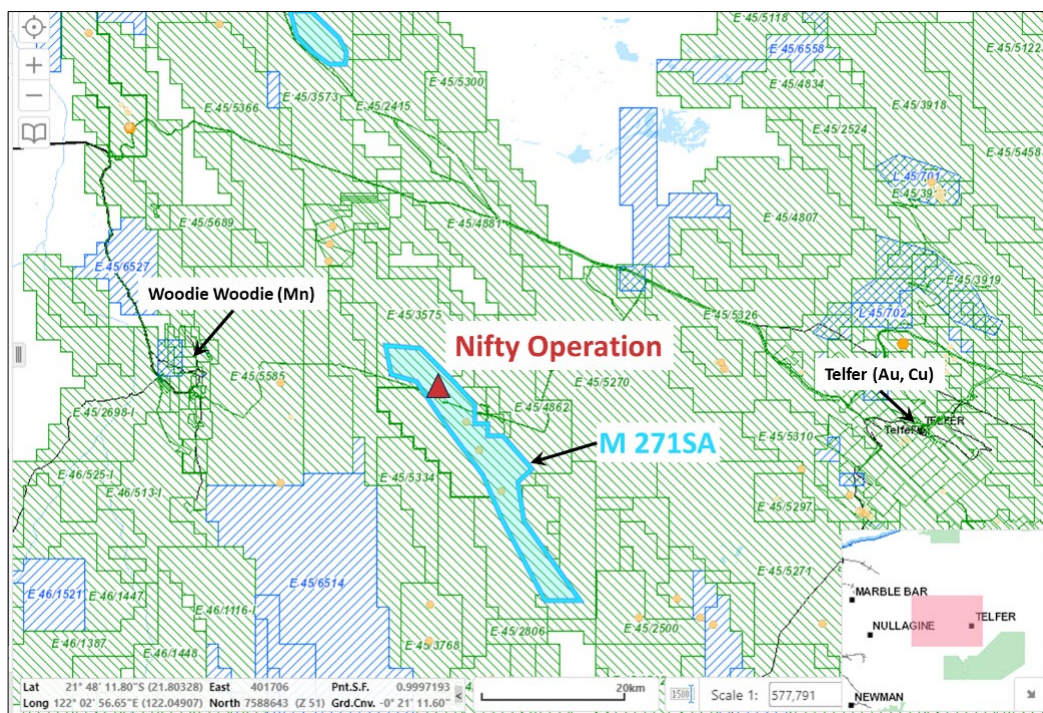 E 45/5118
E 45/6558
E 45/5122
E 45/4834
E 45/5300
E 45/3573
E 45/2415
E 45/5366
E 45/3918
E 45/2524
E 45/5458
L 45/701
E 45/5689
E 45/4881
E 45/4807
E 45/6527
E 45/3919
Woodie Woodie (Mn)
E 45/3575
E 45/5326
L 45/702
Nifty Operation
E 45/5585
E 45/5270
Telfer (Au, Cu)
E 45/2698-I
E 45/4862
TELFER
Telfer
M 271SA
E 45/5310
E 46/525-I
E 45/5334
E 46/513-I
E 45/5297
E 46/1521
E 46/1447
E 45/6514
E 45/5271
E 46/1116-I
E 45/2806
E 45/2500
E 46/1387
E 46/1448
E 45/3768
MARBLE BAR
TELFER
NULLAGINE
NEWMAN
Lat 21° 48' 11.80"S (21.80328) East 401706 Pnt.S.F. 0.9997193
Long 122° 02' 56.65"E (122.04907) North 7588643 (Z 51) Grd.Cnv. -0° 21' 11.60"
<
20km
1500
Scale 1: 577,791